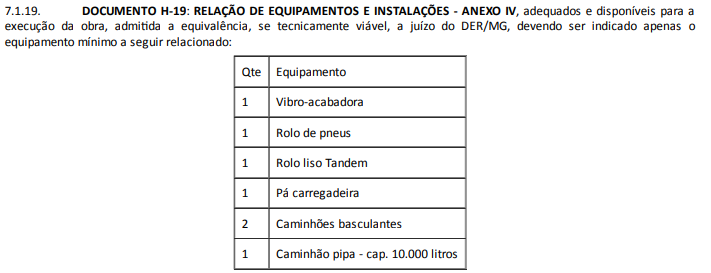 7.1.19. DOCUMENTO H-19: RELAÇÃO DE EQUIPAMENTOS E INSTALAÇÕES - ANEXO IV, adequados e disponíveis para a
execução da obra, admitida a equivalência, se tecnicamente viável, a juízo do DER/MG, devendo ser indicado apenas o
equipamento mínimo a seguir relacionado:
Qte Equipamento
1 Vibro-acabadora
1 Rolo de pneus
1 Rolo liso Tandem
1 Pá carregadeira
2 Caminhões basculantes
1 Caminhão pipa - cap. 10.000 litros